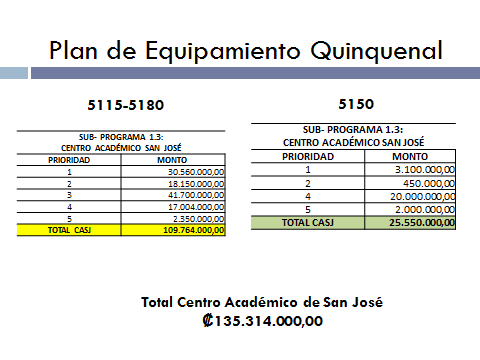 Plan de Equipamiento Quinquenal
5115-5180
SUB- PROGRAMA 1.3:
CENTRO ACADÉMICO SAN JOSÉ
PRIORIDAD MONTO
1 30.560.000,00
2 18.150.000,00
3 41.700.000,00
4 17.004.000,00
5 2.350.000,00
TOTAL CASJ 109.764.000,00
5150
SUB- PROGRAMA 1.3:
CENTRO ACADÉMICO SAN JOSÉ
PRIORIDAD MONTO
1 3.100.000,00
2 450.000,00
4 20.000.000,00
5 2.000.000,00
TOTAL CASJ 25.550.000,00
Total Centro Académico de San José
₡135.314.000,00